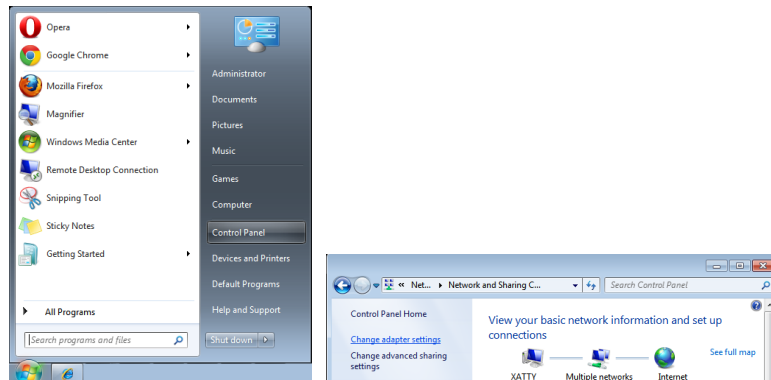 Opera
Google Chrome
Mozilla Firefox
Magnifier
Windows Media Center
Remote Desktop Connection
Snipping Tool
Sticky Notes
Getting Started
All Programs
Search programs and files
Administrator
Documents
Pictures
Music
Games
Computer
Control Panel
Devices and Printers
Default Programs
Help and Support
Shut down
« Net... Network and Sharing C...
Search Control Panel
Control Panel Home
Change adapter settings
Change advanced sharing
settings
View your basic network information and set up
connections
See full map
XATTY Multiple networks Internet